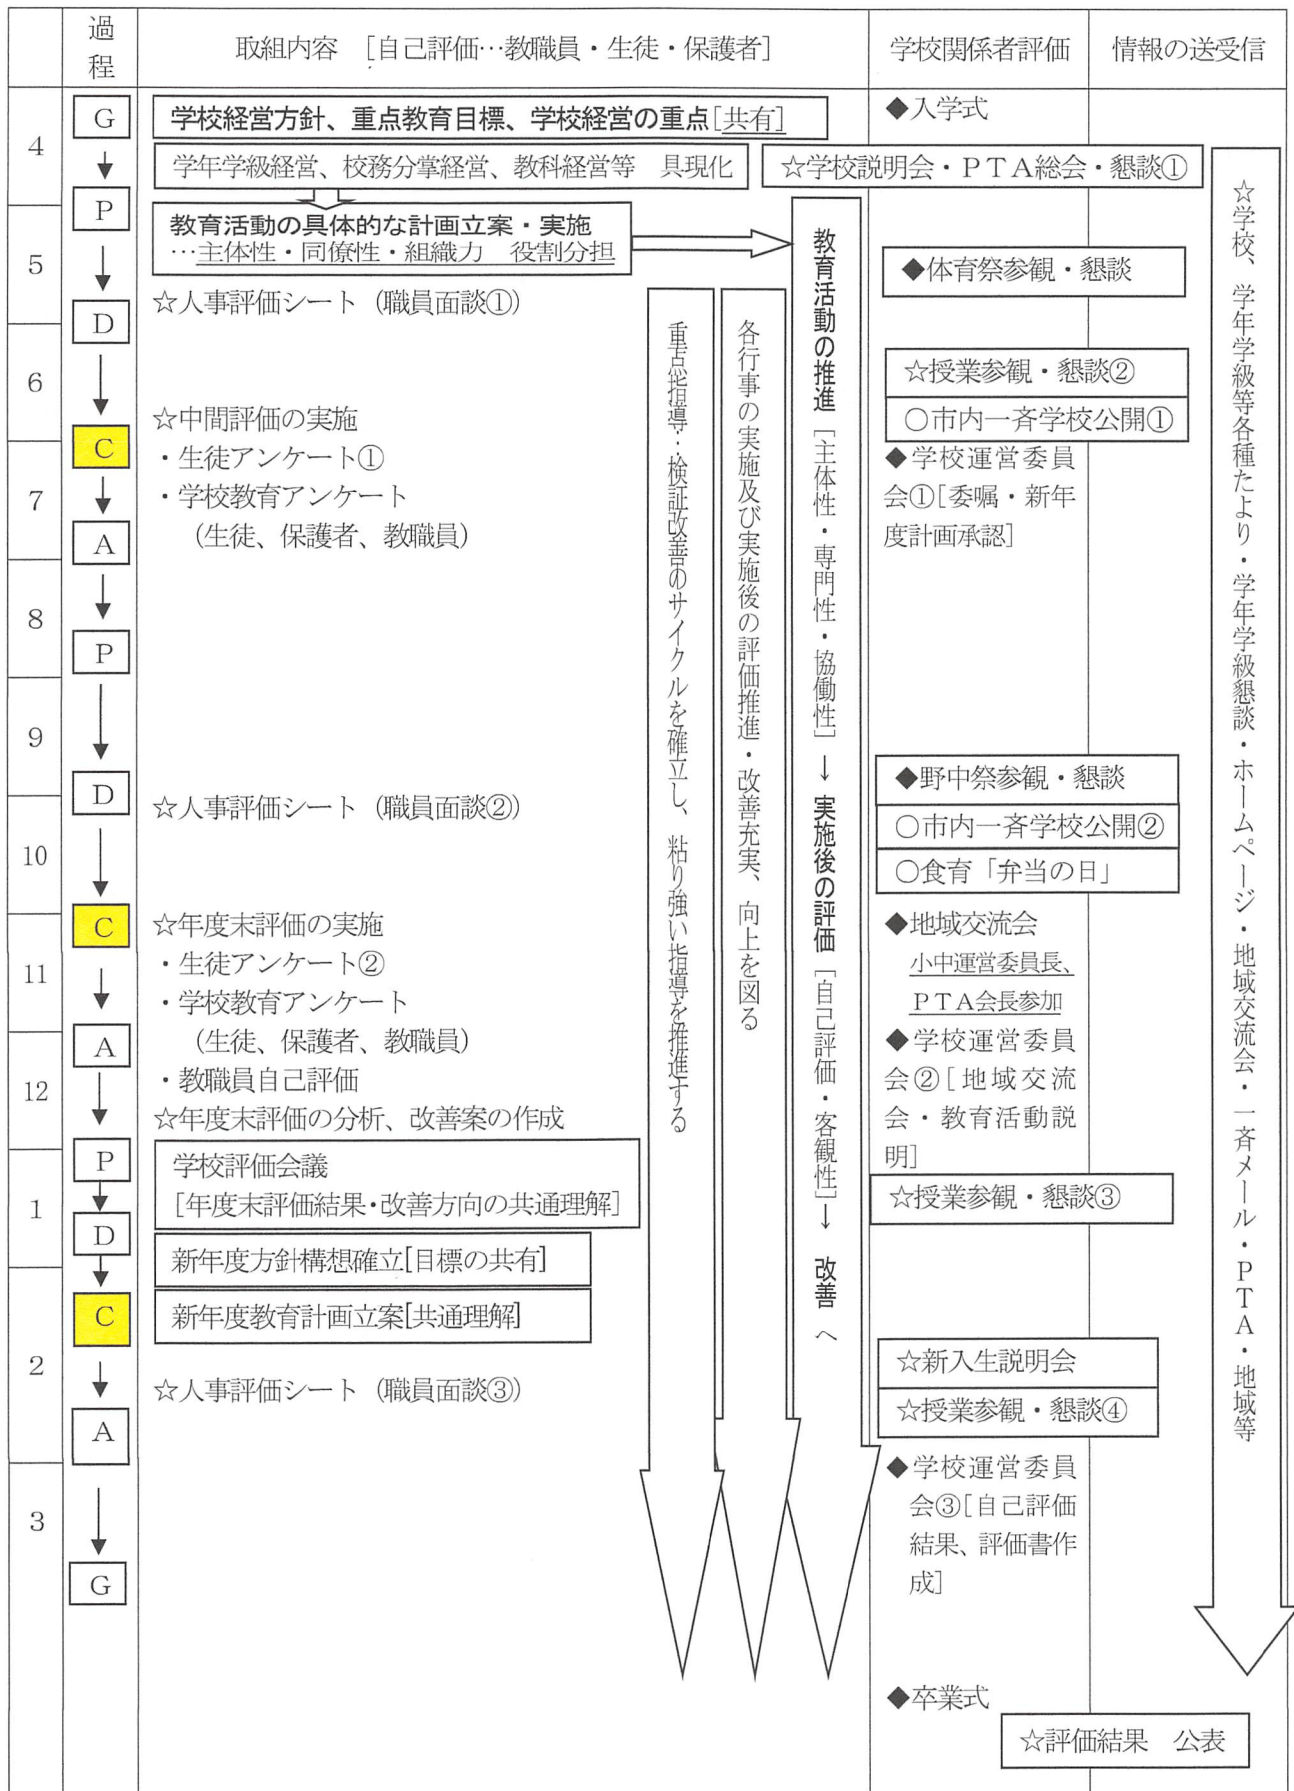 過程
取組内容　[自己評価…教職員・生徒・保護者]
学校関係者評価
情報の送受信
4
5
6
7
8
9
10
11
12
1
2
3
G
P
D
C
A
P
D
C
A
P
D
C
A
G
学校経営方針、重点教育目標、学校経営の重点[共有]
学年学級経営、校務分掌経営、教科経営等　具現化
教育活動の具体的な計画立案・実施
…主体性・同僚性・組織力　役割分担
☆人事評価シート（職員面談①）
☆中間評価の実施
・生徒アンケート①
・学校教育アンケート
（生徒、保護者、教職員）
☆人事評価シート（職員面談②）
☆年度末評価の実施
・生徒アンケート②
・学校教育アンケート
（生徒、保護者、教職員）
・教職員自己評価
☆年度末評価の分析、改善案の作成
学校評価会議
[年度末評価結果・改善方向の共通理解]
新年度方針構想確立[目標の共有]
新年度教育計画立案[共通理解]
☆人事評価シート（職員面談③）
重点指導…検証改善のサイクルを確立し、粘り強い指導を推進する
各行事の実施及び実施後の評価推進・改善充実、向上を図る
教育活動の推進［主体性・専門性・協働性］→　実施後の評価［自己評価・客観性］→　改善　へ
◆入学式
☆学校説明会・ＰＴＡ総会・懇談①
◆体育祭参観・懇談
☆授業参観・懇談②
○市内一斉学校公開①
◆学校運営委員
会①[委嘱・新年
度計画承認]
◆野中祭参観・懇談
○市内一斉学校公開②
○食育「弁当の日」
◆地域交流会
小中運営委員長、
ＰＴＡ会長参加
◆学校運営委員
会②[地域交流
会・教育活動説
明]
☆授業参観・懇談③
☆新入生説明会
☆授業参観・懇談④
◆学校運営委員
会③[自己評価
結果、評価書作
成]
◆卒業式
☆評価結果　公表
☆学校、学年学級等各種たより・学年学級懇談・ホームページ・地域交流会・一斉メール・ＰＴＡ・地域等